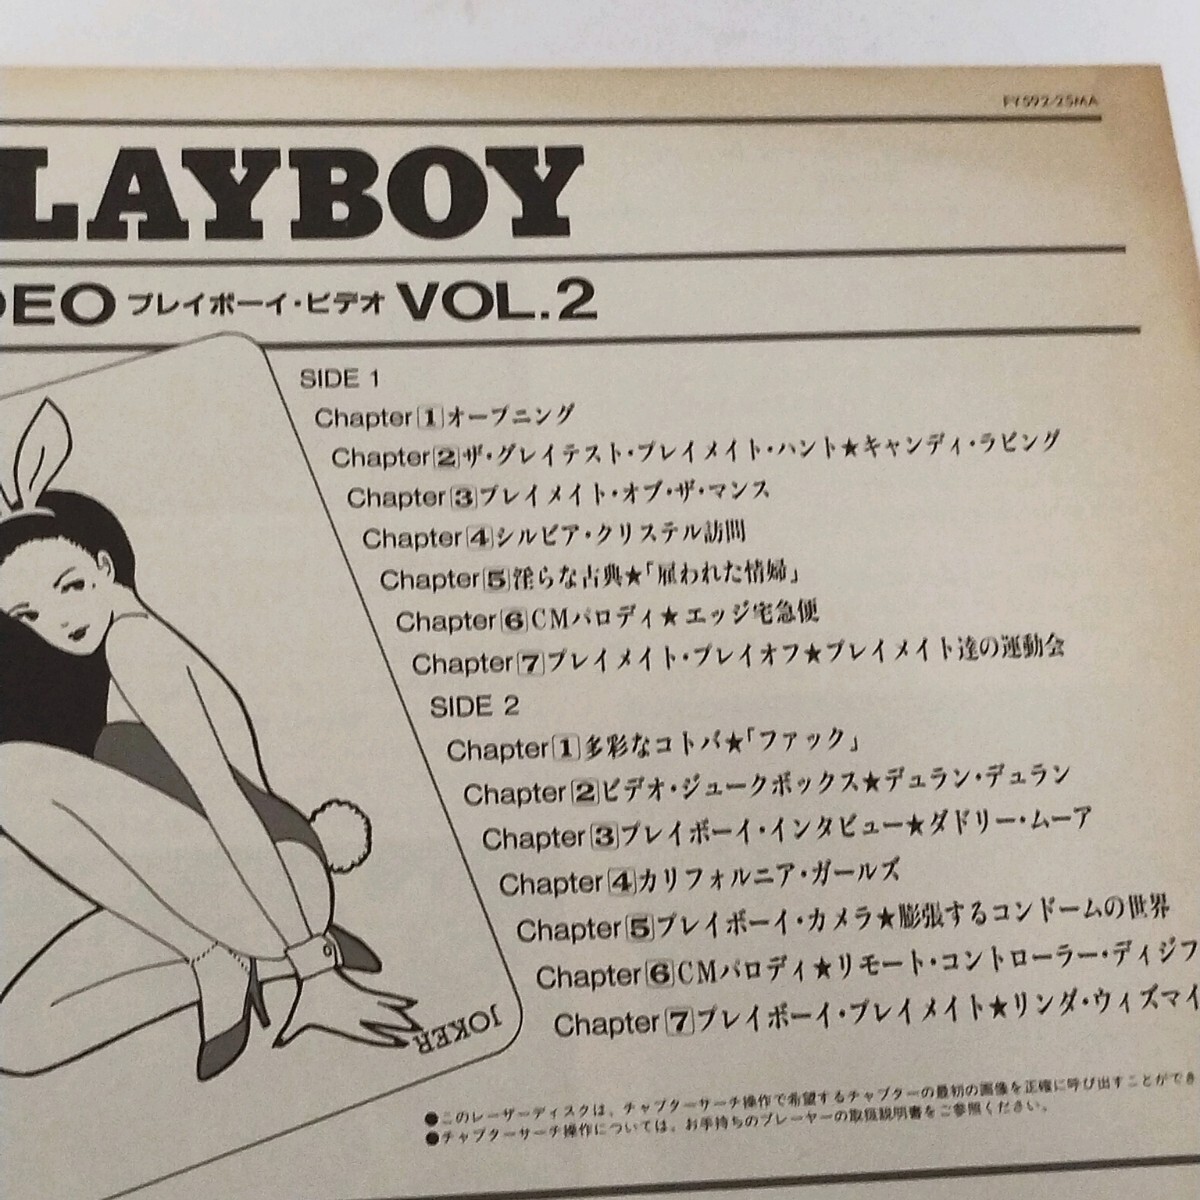 FY592-25MA
LAYBOY
DEO プレイボーイ・ビデオ VOL.2
SIDE 1
Chapter 1 オープニング
Chapter 2 ザ・グレイテスト・プレイメイト・ハント★キャンディ・ラビング
Chapter 3 プレイメイト・オブ・ザ・マンス
Chapter 4 シルビア・クリステル訪問
Chapter 5 淫らな古典★「雇われた情婦」
Chapter 6 CMパロディ★エッジ宅急便
Chapter 7 プレイメイト・プレイオフ★プレイメイト達の運動会
SIDE 2
Chapter 1 多彩なコトバ★「ファック」
Chapter 2 ビデオ・ジュークボックス★デュラン・デュラン
Chapter 3 プレイボーイ・インタビュー★ダドリー・ムーア
Chapter 4 カリフォルニア・ガールズ
Chapter 5 プレイボーイ・カメラ★膨張するコンドームの世界
Chapter 6 CMパロディ★リモート・コントローラー・ディジフ
Chapter 7 プレイボーイ・プレイメイト★リンダ・ウィズマイ
JOKER
●このレーザーディスクは、チャプターサーチ操作で希望するチャプターの最初の画像を正確に呼び出すことができ
●チャプターサーチ操作については、お手持ちのプレーヤーの取扱説明書をご参照ください。